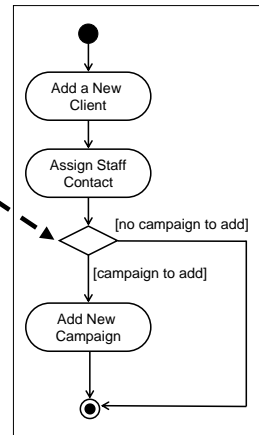 Add a New
Client
Assign Staff
Contact
[no campaign to add]
[campaign to add]
Add New
Campaign